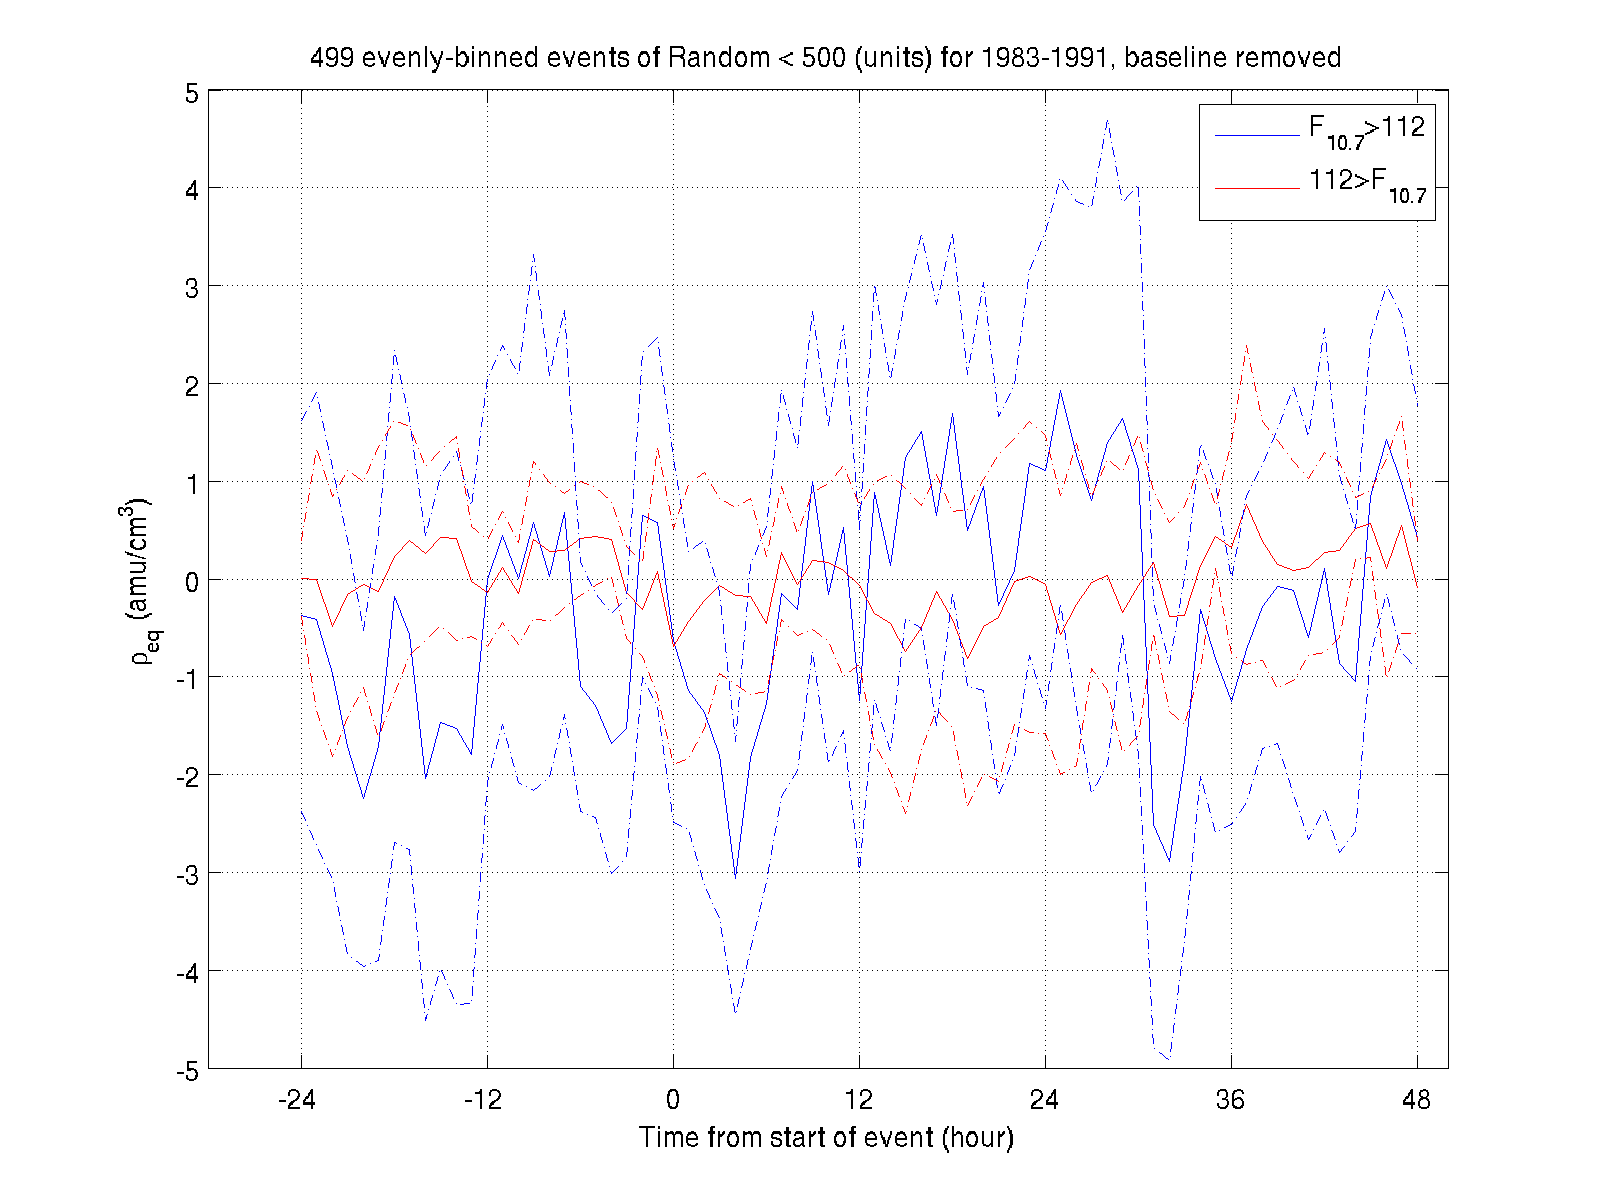 499 evenly-binned events of Random < 500 (units) for 1983-1991, baseline removed
F10.7>112
112>F10.7
5
4
3
2
1
0
-1
-2
-3
-4
-5
ρeq (amu/cm3)
-24 -12 0 12 24 36 48
Time from start of event (hour)